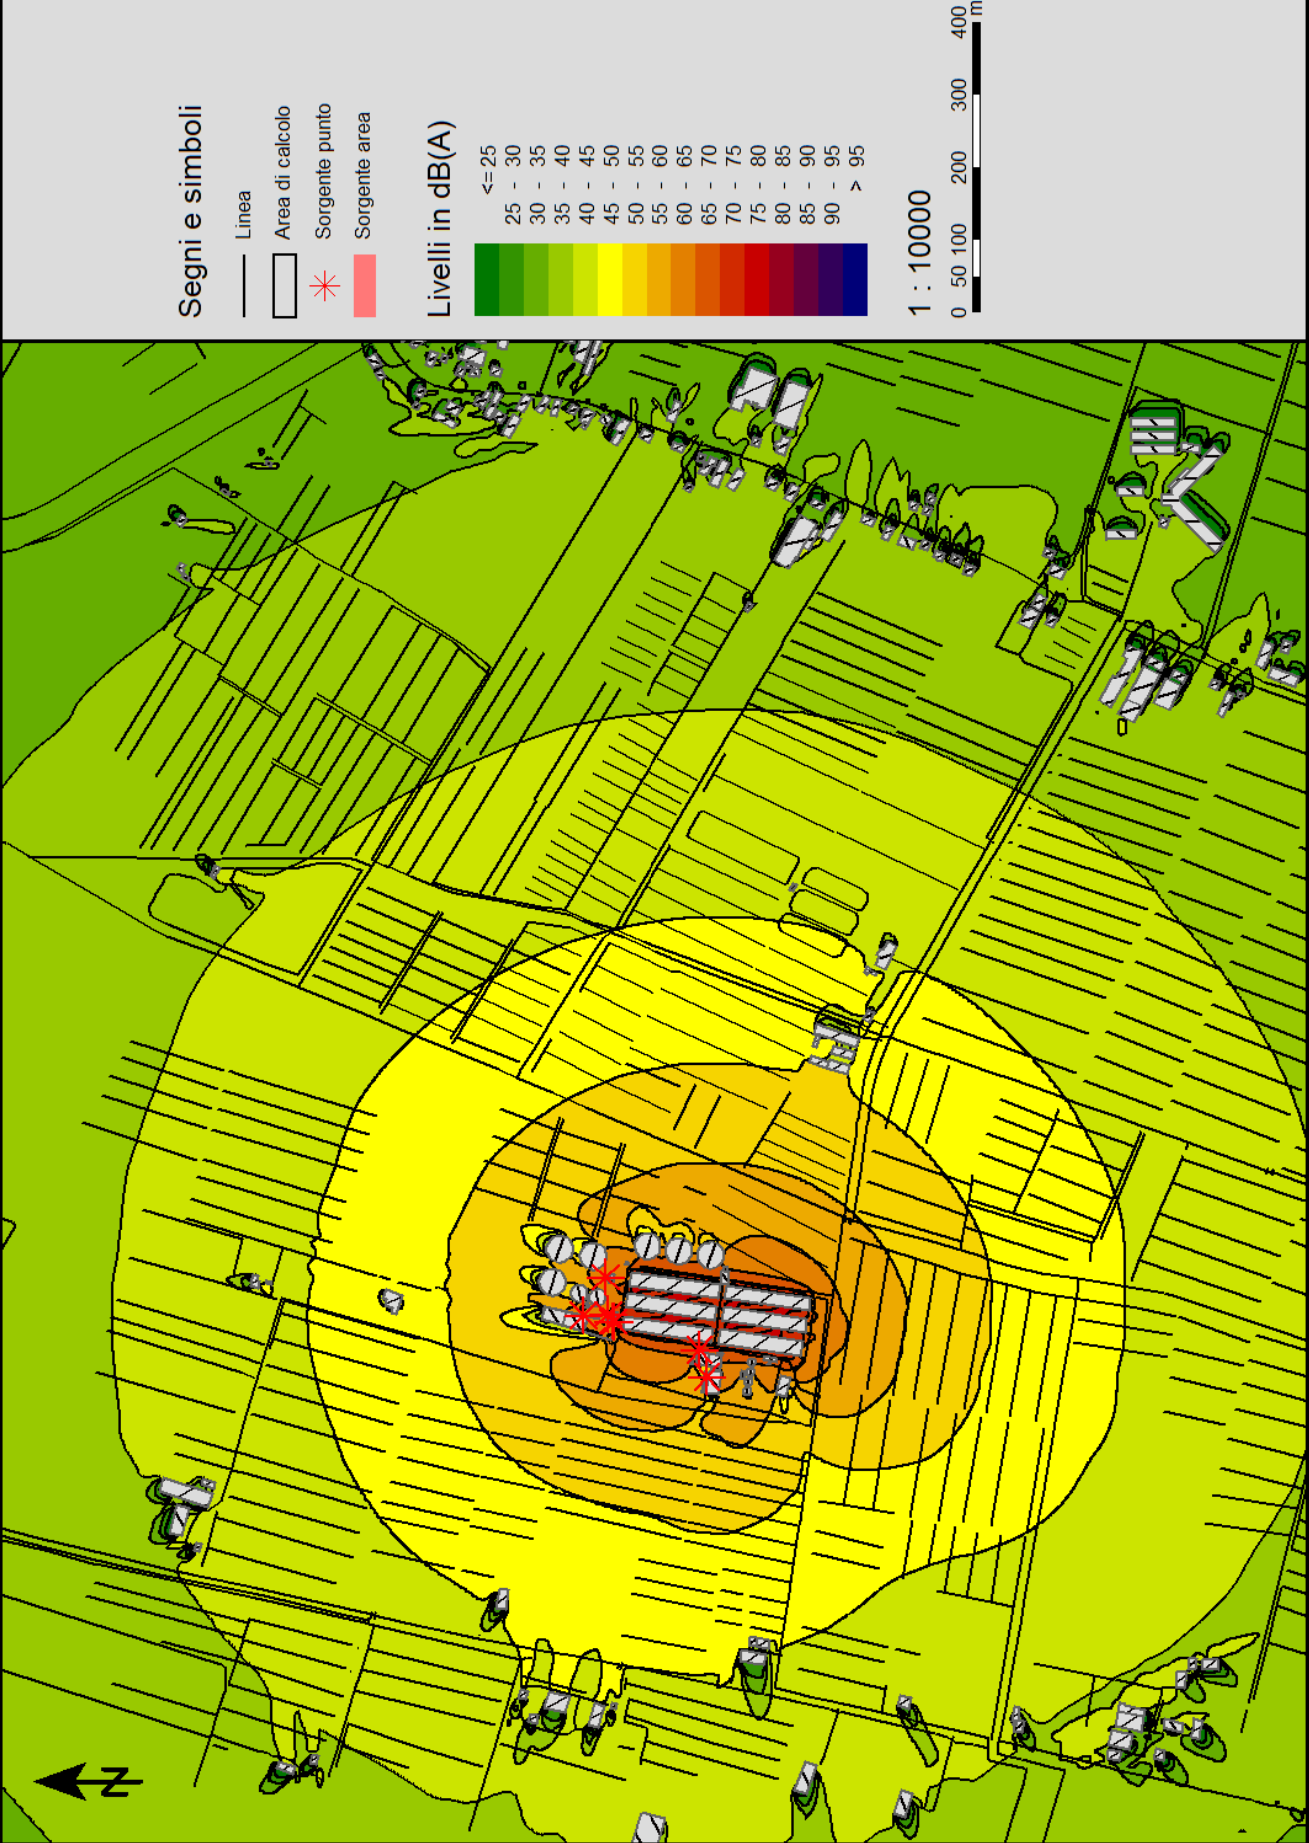 Segni e simboli
Linea
Area di calcolo
Sorgente punto
Sorgente area
Livelli in dB(A)
<= 25
25 - 30
30 - 35
35 - 40
40 - 45
45 - 50
50 - 55
55 - 60
60 - 65
65 - 70
70 - 75
75 - 80
80 - 85
85 - 90
90 - 95
> 95
1 : 10000
0 50 100 200 300 400
m
N